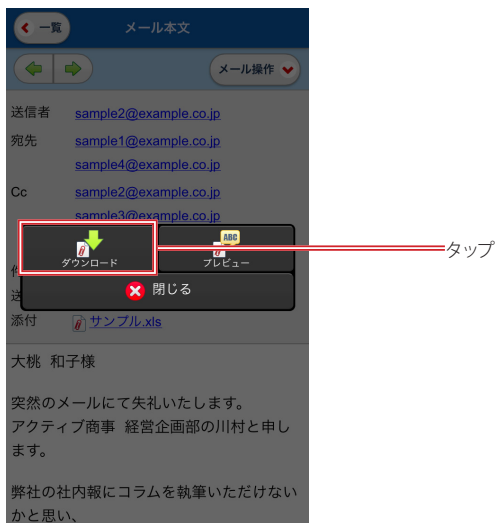 一覧
メール本文
メール操作
送信者 sample2@example.co.jp
宛先 sample1@example.co.jp
sample4@example.co.jp
Cc sample2@example.co.jp
sample3@example.co.jp
ABC
ダウンロード プレビュー
タップ
閉じる
添付 サンプル.xls
大桃 和子様
突然のメールにて失礼いたします。
アクティブ商事 経営企画部の川村と申し
ます。
弊社の社内報にコラムを執筆いただけない
かと思い、